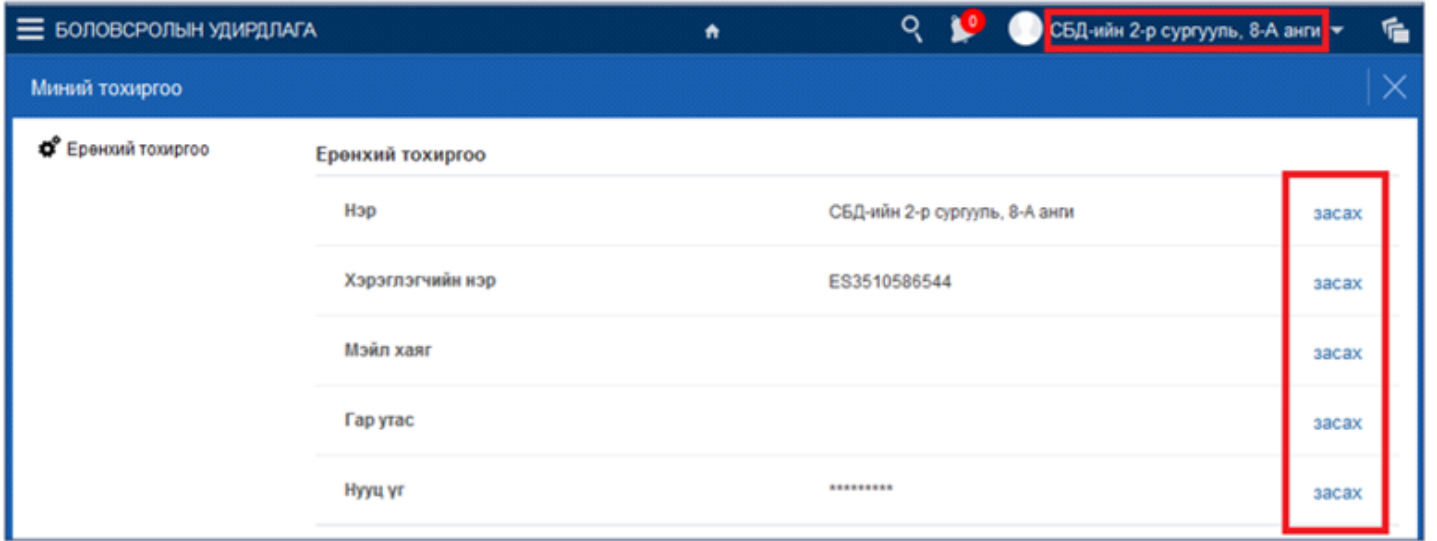 БОЛОВСРОЛЫН УДИРДЛАГА 0 СБД-ийн 2-р сургууль, 8-А анги
Миний тохиргоо
Ерөнхий тохиргоо
Ерөнхий тохиргоо
Нэр СБД-ийн 2-р сургууль, 8-А анги засах
Хэрэглэгчийн нэр ES3510586544 засах
Мэйл хаяг засах
Гар утас засах
Нууц үг ********* засах